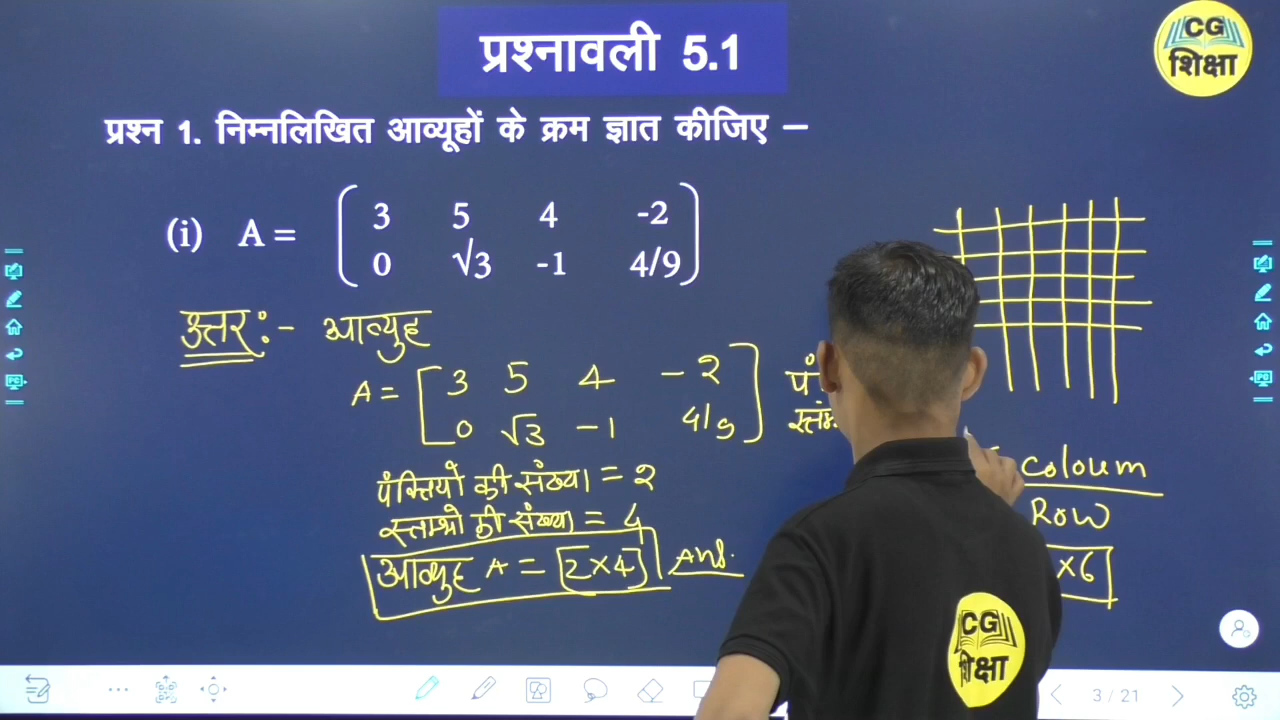 प्रश्नावली 5.1
CG
शिक्षा
प्रश्न 1. निम्नलिखित आव्यूहों के क्रम ज्ञात कीजिए –
(i) A =
3 5 4 -2
0 √3 -1 4/9
उत्तर:- आव्युह
A = [3 5 4 -2]
0 √3 -1 4/9
पंक्तियों की संख्या = २
स्तम्भो की संख्या = 4
आव्युह A = [2×4] Ans.
Coloum
Row
×6
CG
शिक्षा
3 / 21